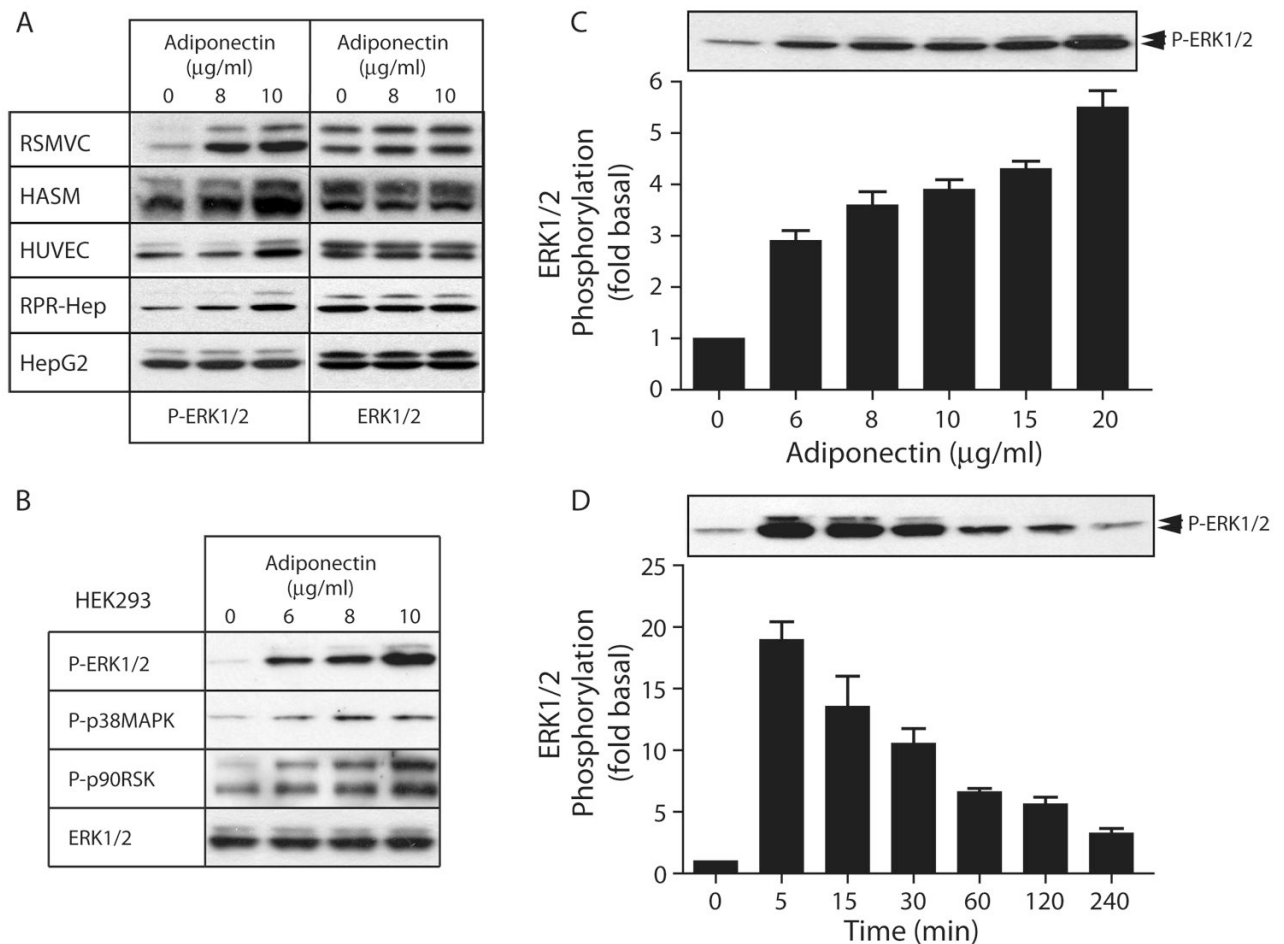 A
Adiponectin
(µg/ml)
0 8 10
Adiponectin
(µg/ml)
0 8 10
RSMVC
HASM
HUVEC
RPR-Hep
HepG2
P-ERK1/2
ERK1/2
B
HEK293
Adiponectin
(µg/ml)
0 6 8 10
P-ERK1/2
P-p38MAPK
P-p90RSK
ERK1/2
C
P-ERK1/2
ERK1/2
Phosphorylation
(fold basal)
6
5
4
3
2
1
0
0 6 8 10 15 20
Adiponectin (µg/ml)
D
P-ERK1/2
ERK1/2
Phosphorylation
(fold basal)
25
20
15
10
5
0
0 5 15 30 60 120 240
Time (min)